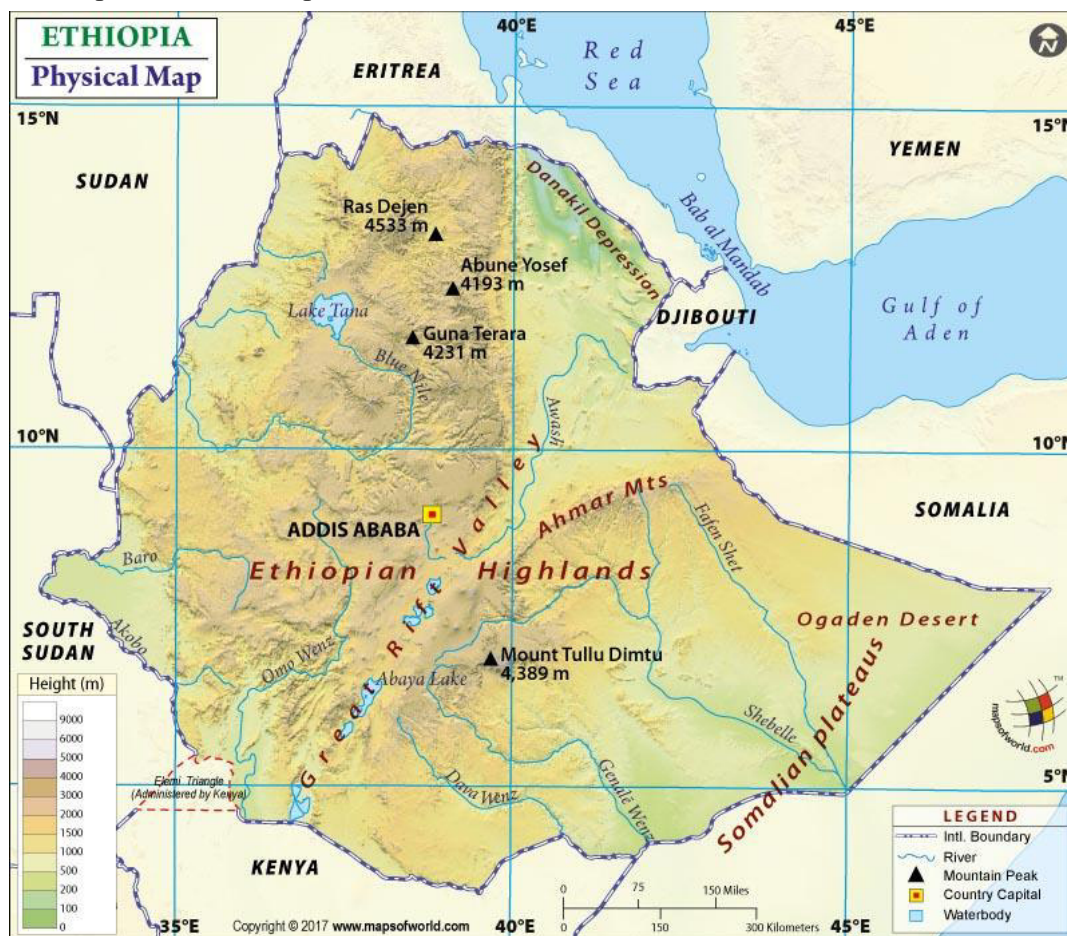 ETHIOPIA
Physical Map
40°E
45°E
N
Red
Sea
ERITREA
15°N
15°N
YEMEN
SUDAN
Danakil Depression
Bab al Mandab
Ras Dejen
4533 m
Abune Yosef
4193 m
Lake Tana
Guna Terara
4231 m
DJIBOUTI
Gulf of
Aden
Blue Nile
Awash
10°N
10°N
Great Rift Valley
Ahmar Mts
SOMALIA
ADDIS ABABA
Fafen Shet
Baro
Ethiopian Highlands
Ogaden Desert
SOUTH
SUDAN
Akobo
Omo Wenz
Mount Tullu Dimtu
4,389 m
Abaya Lake
Somalian plateaus
Shebelle
TM
mapsofworld.com
Height (m)
9000
6000
5000
4000
3000
2000
1500
1000
500
200
100
0
Elemi Triangle
(Administered by Kenya)
Genalé Wenz
Dava Wenz
5°N
KENYA
LEGEND
Intl. Boundary
River
Mountain Peak
Country Capital
Waterbody
0 75 150 Miles
0 150 300 Kilometers
35°E
Copyright © 2017 www.mapsofworld.com
40°E
45°E